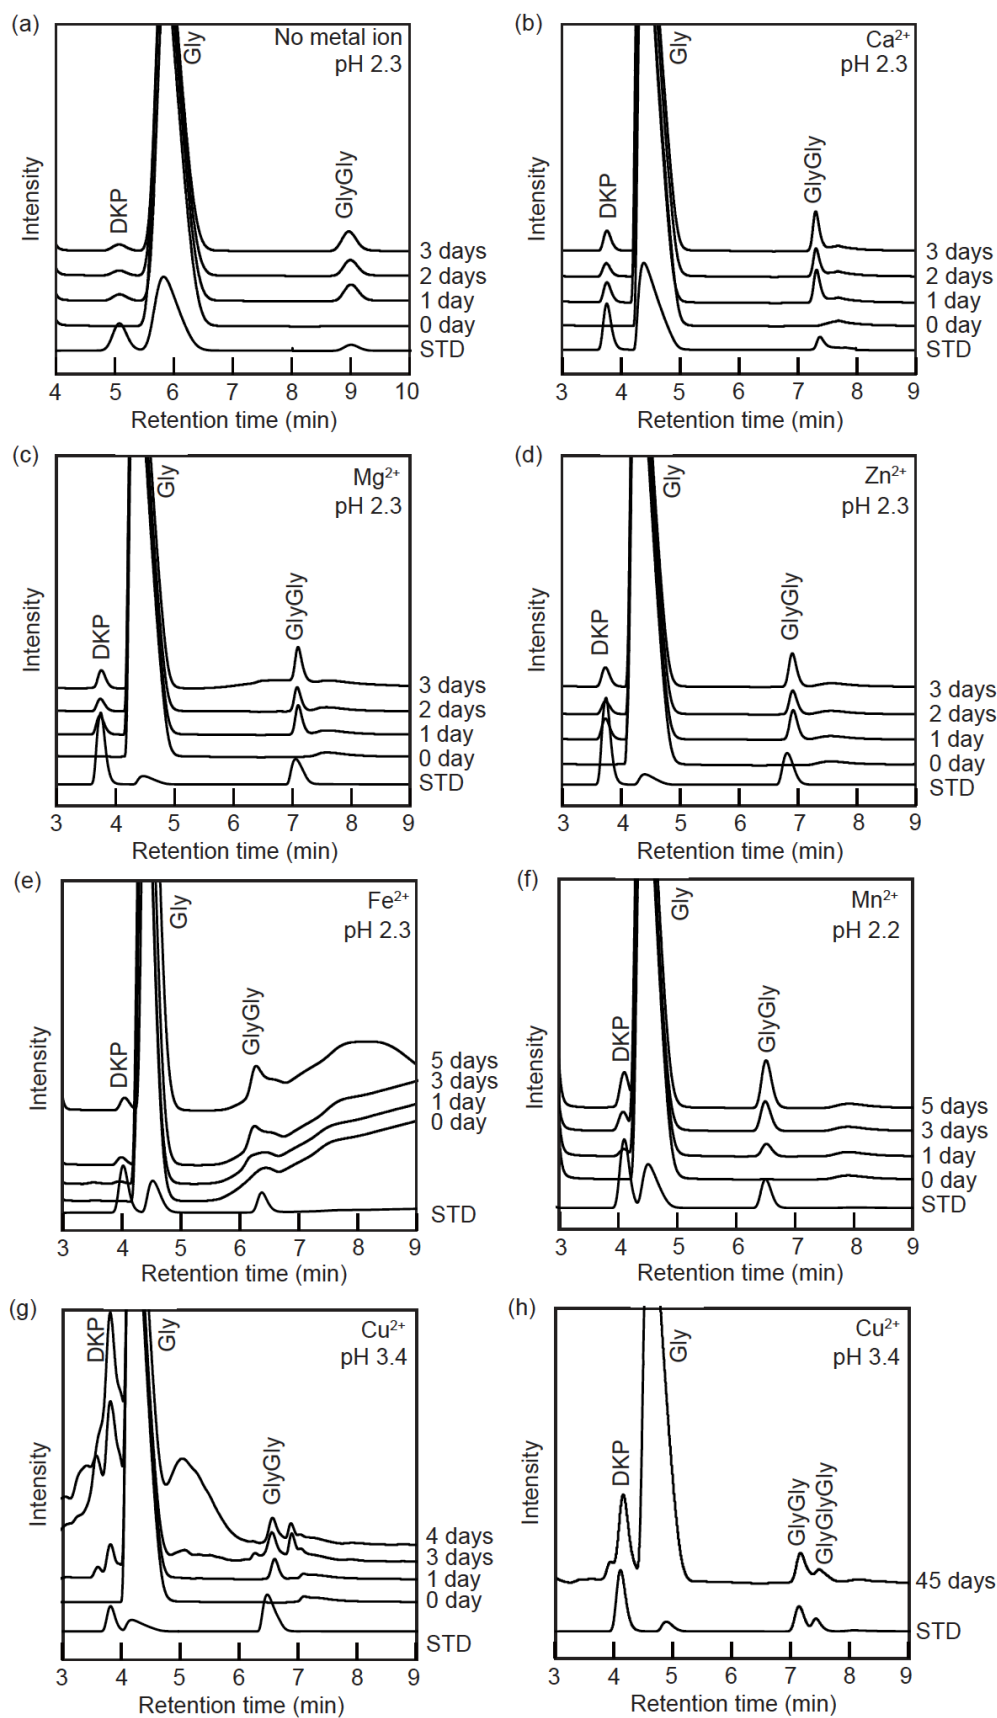 (a)
No metal ion
pH 2.3
Gly
DKP
GlyGly
3 days
2 days
1 day
0 day
STD
Intensity
4 5 6 7 8 9 10
Retention time (min)
(b)
Ca²⁺
pH 2.3
Gly
DKP
GlyGly
3 days
2 days
1 day
0 day
STD
Intensity
3 4 5 6 7 8 9
Retention time (min)
(c)
Mg²⁺
pH 2.3
Gly
DKP
GlyGly
3 days
2 days
1 day
0 day
STD
Intensity
3 4 5 6 7 8 9
Retention time (min)
(d)
Zn²⁺
pH 2.3
Gly
DKP
GlyGly
3 days
2 days
1 day
0 day
STD
Intensity
3 4 5 6 7 8 9
Retention time (min)
(e)
Fe²⁺
pH 2.3
Gly
DKP
GlyGly
5 days
3 days
1 day
0 day
STD
Intensity
3 4 5 6 7 8 9
Retention time (min)
(f)
Mn²⁺
pH 2.2
Gly
DKP
GlyGly
5 days
3 days
1 day
0 day
STD
Intensity
3 4 5 6 7 8 9
Retention time (min)
(g)
Cu²⁺
pH 3.4
Gly
DKP
GlyGly
4 days
3 days
1 day
0 day
STD
Intensity
3 4 5 6 7 8 9
Retention time (min)
(h)
Cu²⁺
pH 3.4
Gly
DKP
GlyGly
GlyGlyGly
45 days
STD
Intensity
3 4 5 6 7 8 9
Retention time (min)